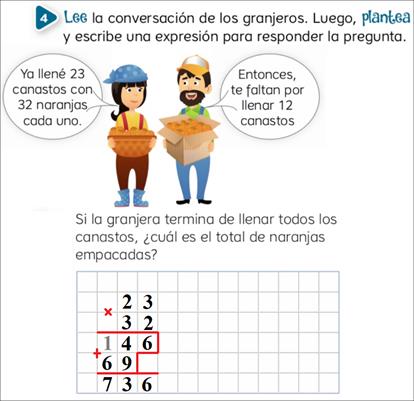 4 Lee la conversación de los granjeros. Luego, plantea
y escribe una expresión para responder la pregunta.
Ya llené 23
canastos con
32 naranjas
cada uno.
Entonces,
te faltan por
llenar 12
canastos
Si la granjera termina de llenar todos los
canastos, ¿cuál es el total de naranjas
empacadas?
2 3
×
3 2
1 4 6
+
6 9
7 3 6